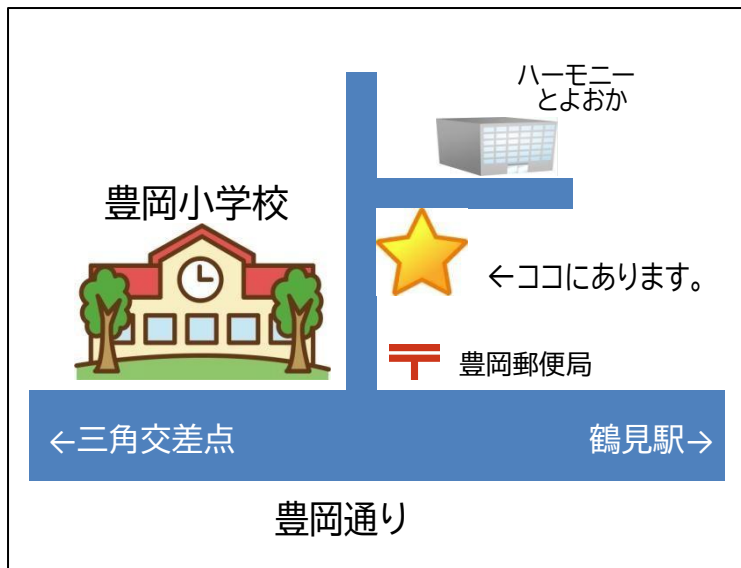 ハーモニー
とよおか
豊岡小学校
←ココにあります。
豊岡郵便局
←三角交差点
鶴見駅→
豊岡通り